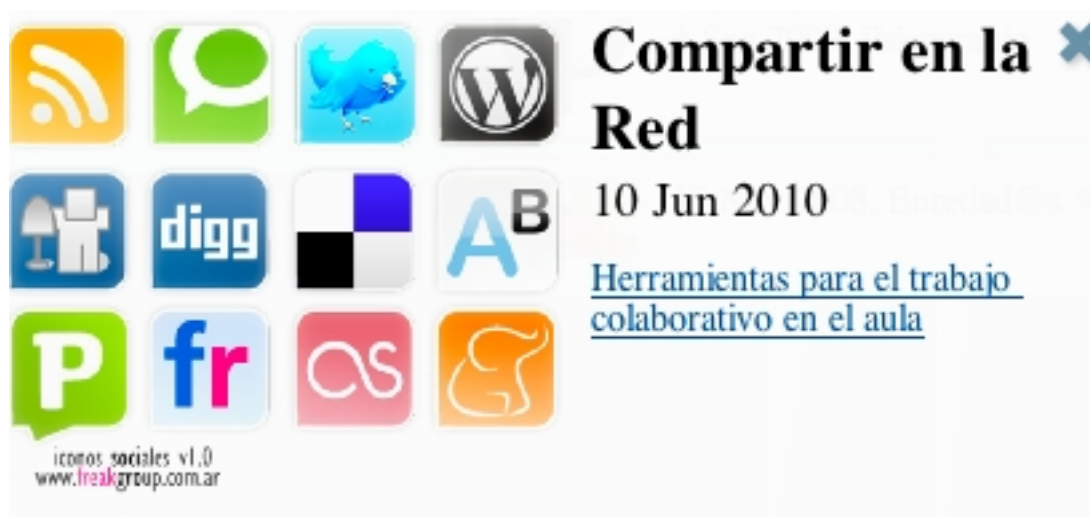 Compartir en la
Red
10 Jun 2010
Herramientas para el trabajo
colaborativo en el aula
digg
A B
P
fr
iconos sociales v1.0
www.freakgroup.com.ar